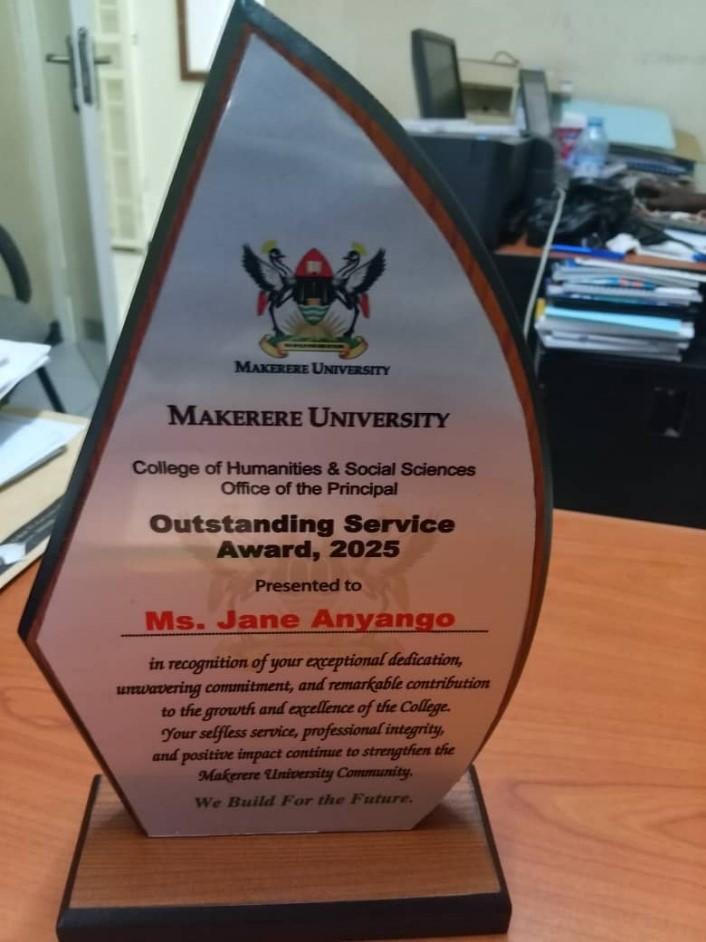 MAKERERE UNIVERSITY
MAKERERE UNIVERSITY
College of Humanities & Social Sciences
Office of the Principal
Outstanding Service
Award, 2025
Presented to
Ms. Jane Anyango
in recognition of your exceptional dedication,
unwavering commitment, and remarkable contribution
to the growth and excellence of the College.
Your selfless service, professional integrity,
and positive impact continue to strengthen the
Makerere University Community.
We Build For the Future.